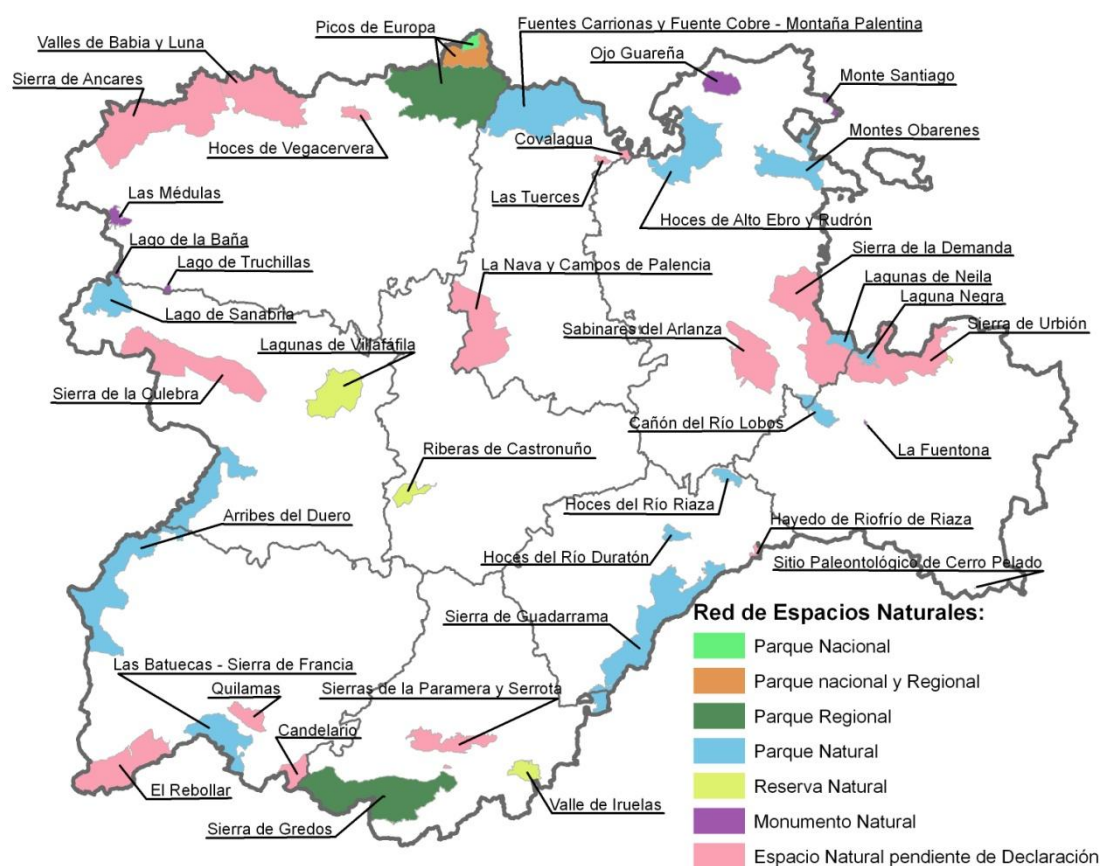 Fuentes Carrionas y Fuente Cobre - Montaña Palentina
Picos de Europa
Valles de Babia y Luna
Ojo Guareña
Sierra de Ancares
Monte Santiago
Covalagua
Montes Obarenes
Hoces de Vegacervera
Las Tuerces
Las Médulas
Hoces de Alto Ebro y Rudrón
Lago de la Baña
Sierra de la Demanda
Lago de Truchillas
La Nava y Campos de Palencia
Lagunas de Neila
Laguna Negra
Lago de Sanabria
Sabinares del Arlanza
Sierra de Urbión
Lagunas de Villafáfila
Sierra de la Culebra
Cañón del Río Lobos
Riberas de Castronuño
La Fuentona
Hoces del Río Riaza
Arribes del Duero
Hayedo de Riofrío de Riaza
Hoces del Río Duratón
Sitio Paleontológico de Cerro Pelado
Sierra de Guadarrama
Las Batuecas - Sierra de Francia
Quilamas
Sierras de la Paramera y Serrota
Candelario
El Rebollar
Valle de Iruelas
Sierra de Gredos
Red de Espacios Naturales:
Parque Nacional
Parque nacional y Regional
Parque Regional
Parque Natural
Reserva Natural
Monumento Natural
Espacio Natural pendiente de Declaración